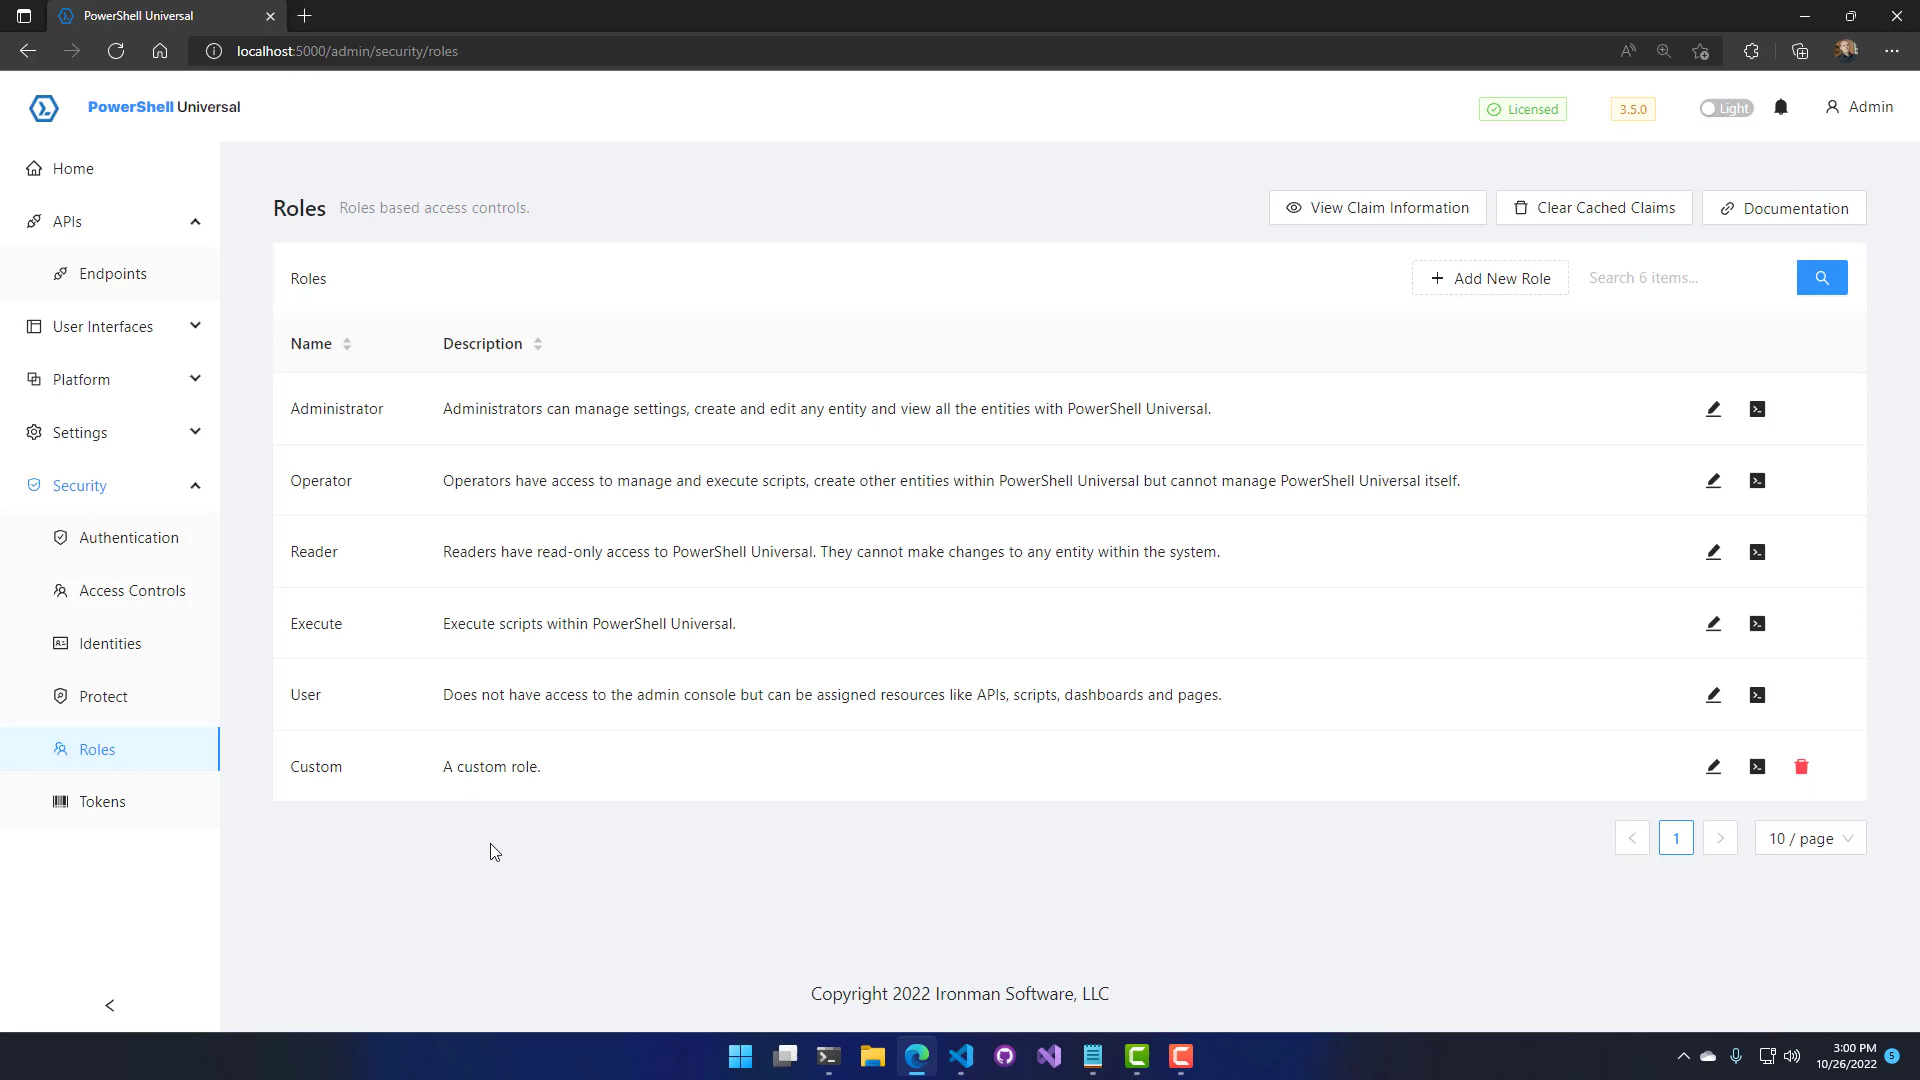 PowerShell Universal
localhost:5000/admin/security/roles
PowerShell Universal
Licensed
3.5.0
Light
Admin
Home
APIs
Endpoints
User Interfaces
Platform
Settings
Security
Authentication
Access Controls
Identities
Protect
Roles
Tokens
Roles Roles based access controls.
View Claim Information
Clear Cached Claims
Documentation
Roles
Add New Role
Search 6 items...
Name Description
Administrator Administrators can manage settings, create and edit any entity and view all the entities with PowerShell Universal.
Operator Operators have access to manage and execute scripts, create other entities within PowerShell Universal but cannot manage PowerShell Universal itself.
Reader Readers have read-only access to PowerShell Universal. They cannot make changes to any entity within the system.
Execute Execute scripts within PowerShell Universal.
User Does not have access to the admin console but can be assigned resources like APIs, scripts, dashboards and pages.
Custom A custom role.
1
10 / page
Copyright 2022 Ironman Software, LLC
3:00 PM
10/26/2022
5